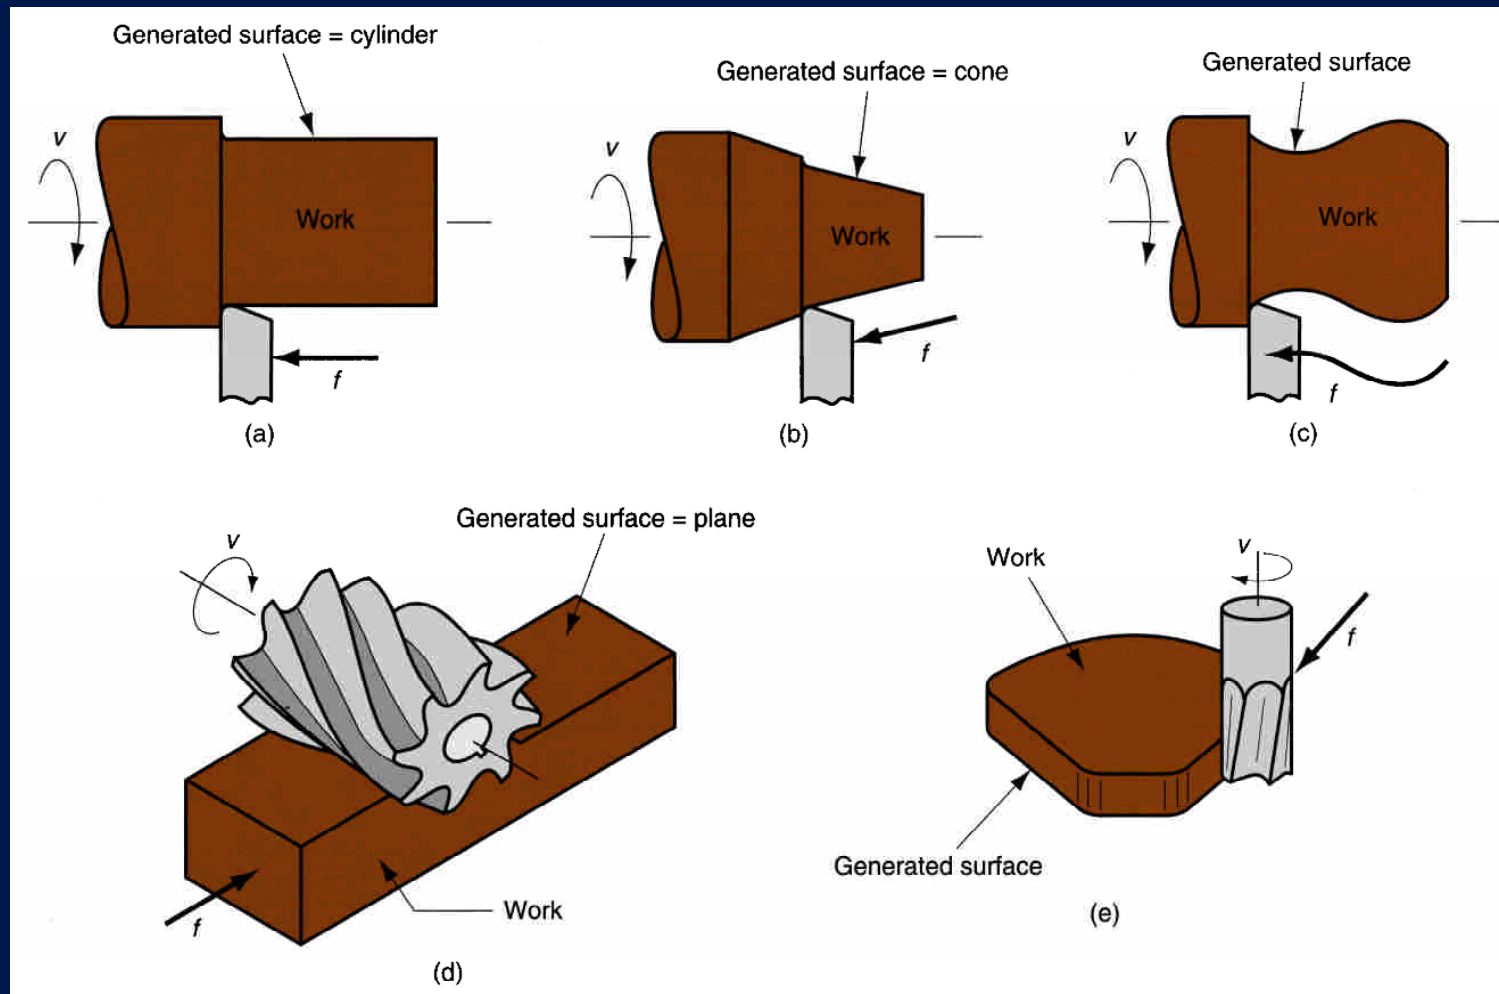 Generated surface = cylinder
v
Work
f
(a)
Generated surface = cone
v
Work
f
(b)
Generated surface
v
Work
f
(c)
Generated surface = plane
v
f
Work
(d)
Work
v
f
Generated surface
(e)